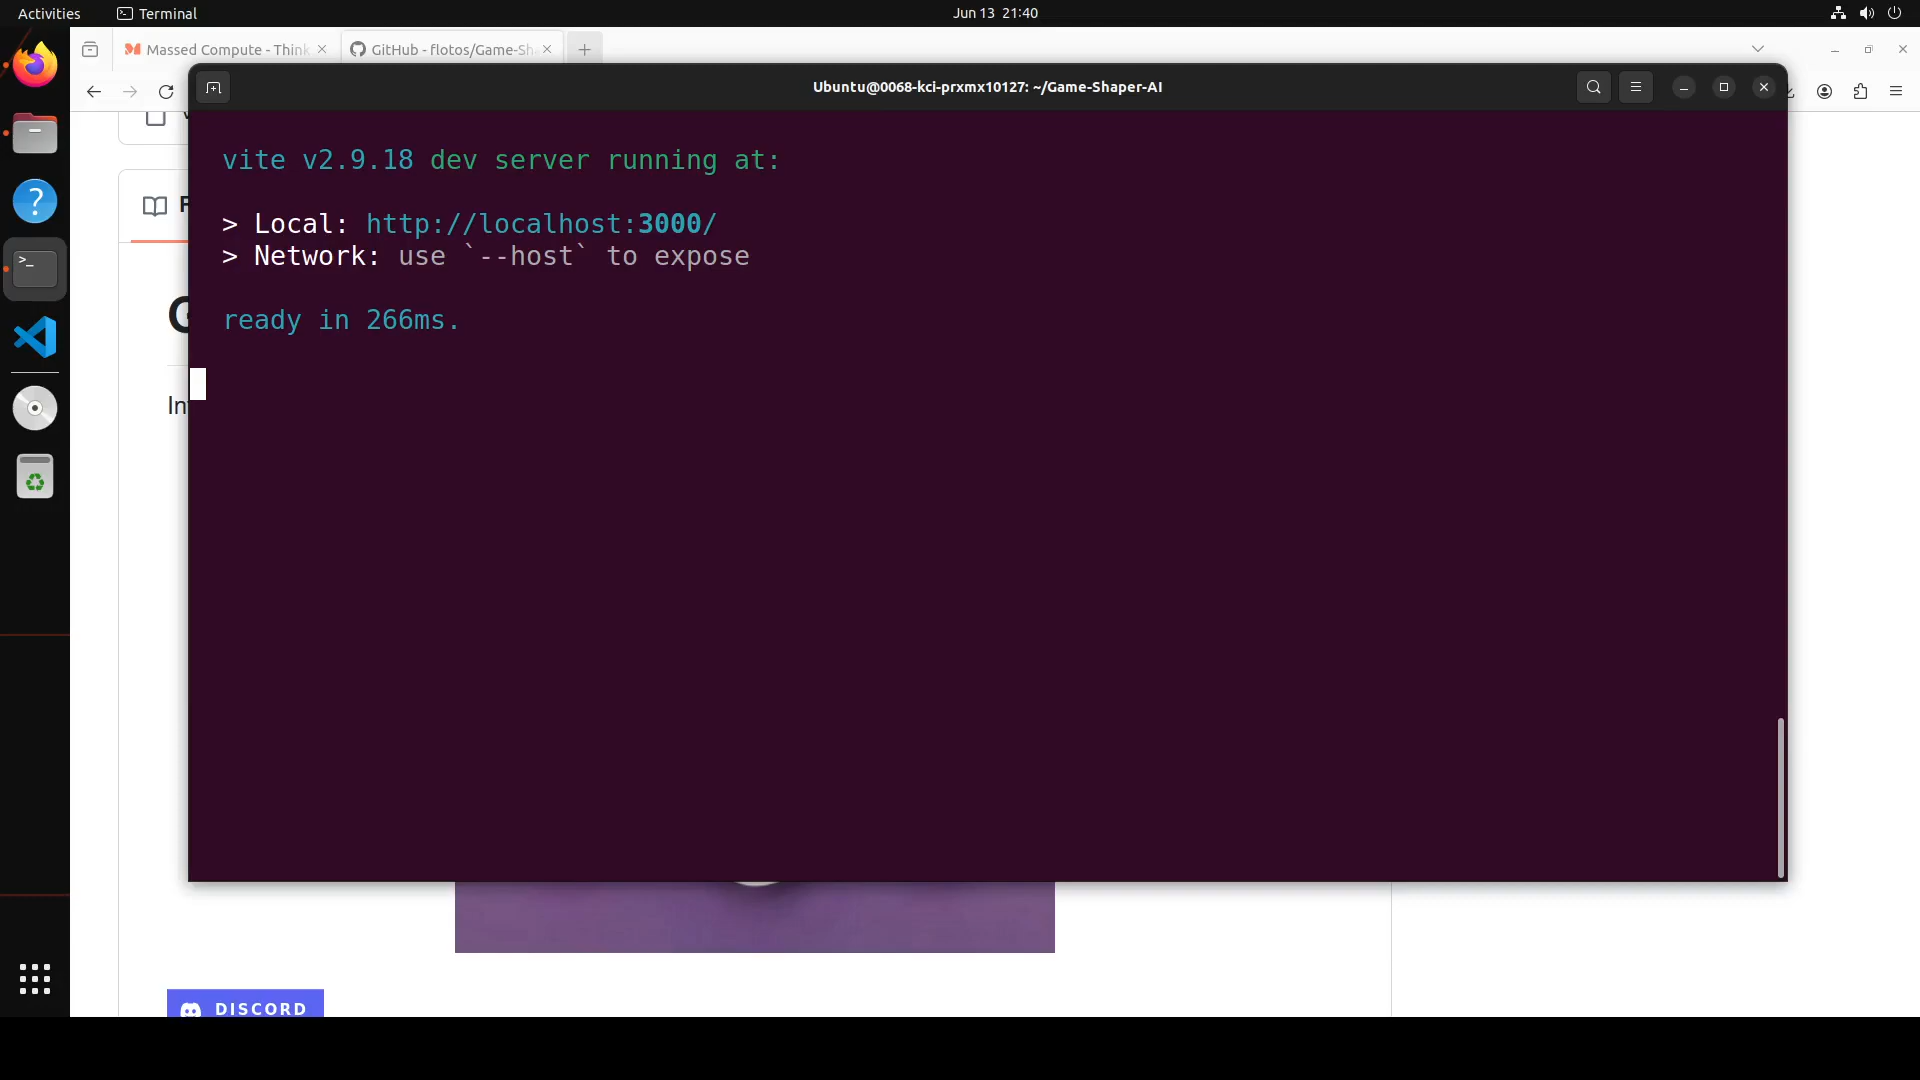 Activities
Terminal
Jun 13 21:40
Massed Compute - Think
GitHub - flotos/Game-Sh
Ubuntu@0068-kci-prxmx10127: ~/Game-Shaper-AI
vite v2.9.18 dev server running at:
> Local: http://localhost:3000/
> Network: use `--host` to expose
ready in 266ms.
>_
In
DISCORD